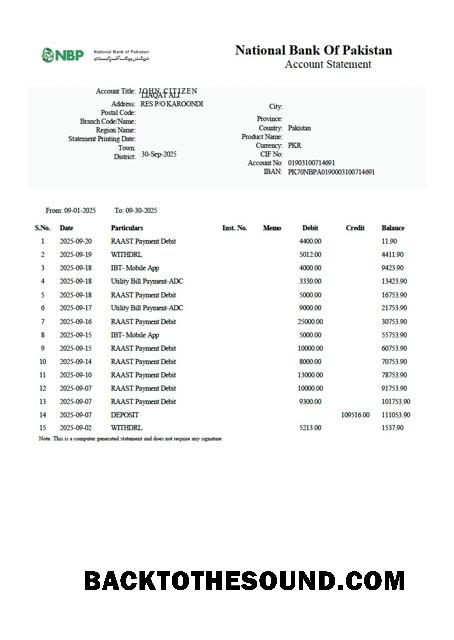 NBP
National Bank of Pakistan
نیشنل بینک آف پاکستان
National Bank Of Pakistan
Account Statement
Account Title: JOHN CITIZEN
LIAQAT ALI
Address: RES P/O KAROONDI
City:
Postal Code:
Province:
Branch Code/Name:
Country: Pakistan
Region Name:
Product Name:
Statement Printing Date:
Currency: PKR
Town:
CIF No:
District: 30-Sep-2025
Account No: 01903100714691
IBAN: PK70NBPA0190003100714691
From: 09-01-2025 To: 09-30-2025
S.No. Date Particulars Inst. No. Memo Debit Credit Balance
1 2025-09-20 RAAST Payment Debit 4400.00 11.90
2 2025-09-19 WITHDRL 5012.00 4411.90
3 2025-09-18 IBT- Mobile App 4000.00 9423.90
4 2025-09-18 Utility Bill Payment-ADC 3330.00 13423.90
5 2025-09-18 RAAST Payment Debit 5000.00 16753.90
6 2025-09-17 Utility Bill Payment-ADC 9000.00 21753.90
7 2025-09-16 RAAST Payment Debit 25000.00 30753.90
8 2025-09-15 IBT- Mobile App 5000.00 55753.90
9 2025-09-15 RAAST Payment Debit 10000.00 60753.90
10 2025-09-14 RAAST Payment Debit 8000.00 70753.90
11 2025-09-10 RAAST Payment Debit 13000.00 78753.90
12 2025-09-07 RAAST Payment Debit 10000.00 91753.90
13 2025-09-07 RAAST Payment Debit 9300.00 101753.90
14 2025-09-07 DEPOSIT 109516.00 111053.90
15 2025-09-02 WITHDRL 5213.00 1537.90
Note: This is a computer generated statement and does not require any signature
BACKTOTHESOUND.COM